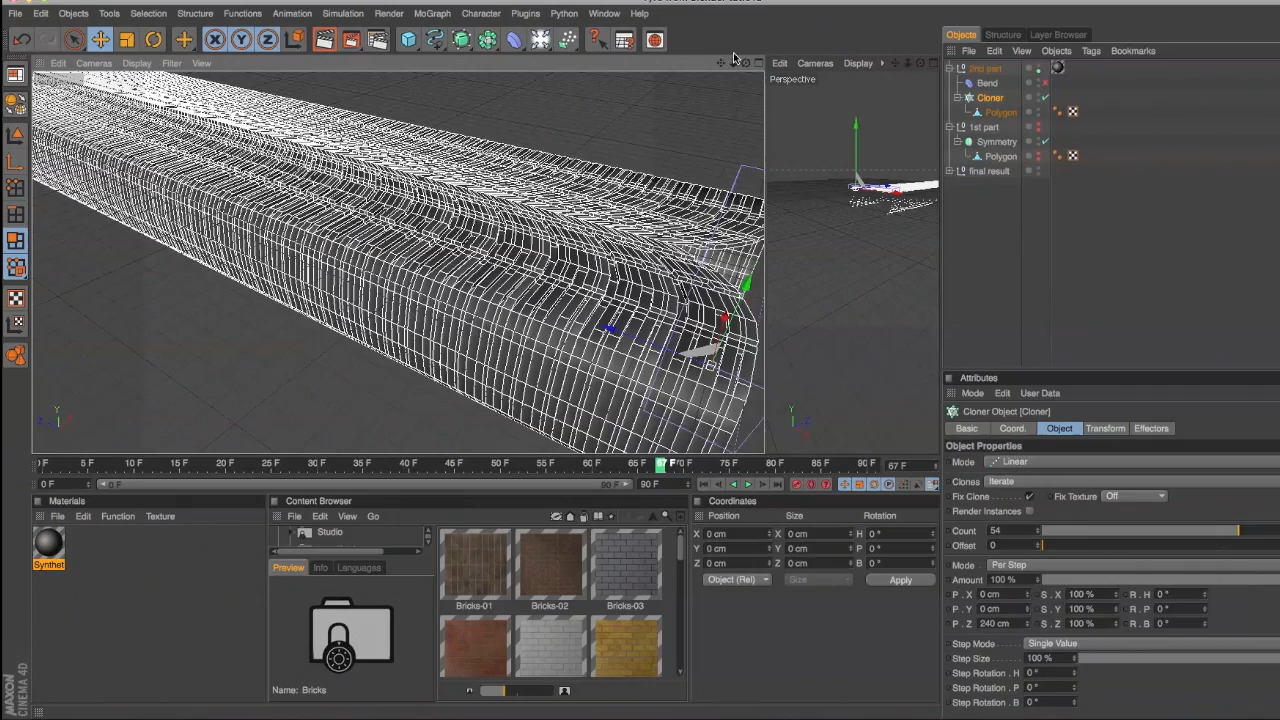 File Edit Objects Tools Selection Structure Functions Animation Simulation Render MoGraph Character Plugins Python Window Help
Objects Structure Layer Browser
File Edit View Objects Tags Bookmarks
Edit Cameras Display Filter View
Edit Cameras Display
Perspective
2nd part
Bend
Cloner
Polygon
1st part
Symmetry
Polygon
final result
Y
Z
Y
Z
Attributes
Mode Edit User Data
Cloner Object [Cloner]
Basic Coord. Object Transform Effectors
Object Properties
Mode Linear
Clones Iterate
Fix Clone Fix Texture Off
Render Instances
Count 54
Offset 0
Mode Per Step
Amount 100 %
P . X 0 cm S . X 100 % R . H 0 °
P . Y 0 cm S . Y 100 % R . P 0 °
P . Z 240 cm S . Z 100 % R . B 0 °
Step Mode Single Value
Step Size 100 %
Step Rotation . H 0 °
Step Rotation . P 0 °
Step Rotation . B 0 °
5 F 10 F 15 F 20 F 25 F 30 F 35 F 40 F 45 F 50 F 55 F 60 F 65 F 67 F 70 F 75 F 80 F 85 F 90 F 67 F
0 F 0 F 90 F 90 F
Materials
File Edit Function Texture
Synthet
Content Browser
File Edit View Go
Studio
Preview Info Languages
Name: Bricks
Bricks-01 Bricks-02 Bricks-03
Coordinates
Position Size Rotation
X 0 cm X 0 cm H 0 °
Y 0 cm Y 0 cm P 0 °
Z 0 cm Z 0 cm B 0 °
Object (Rel) Size Apply
MAXON
CINEMA 4D